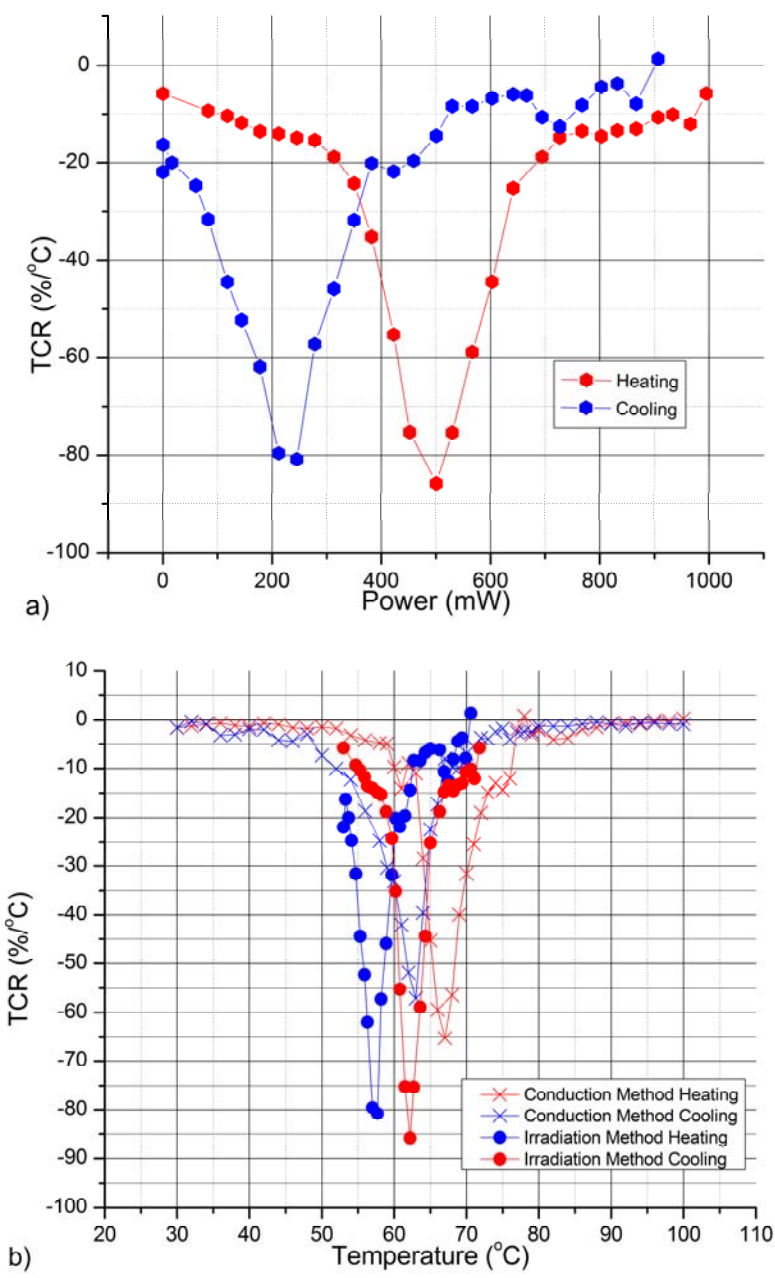 0
-20
-40
-60
-80
-100
TCR (%/°C)
Heating
Cooling
0 200 400 600 800 1000
Power (mW)
a)
10
0
-10
-20
-30
-40
-50
-60
-70
-80
-90
-100
TCR (%/°C)
Conduction Method Heating
Conduction Method Cooling
Irradiation Method Heating
Irradiation Method Cooling
20 30 40 50 60 70 80 90 100 110
Temperature (°C)
b)